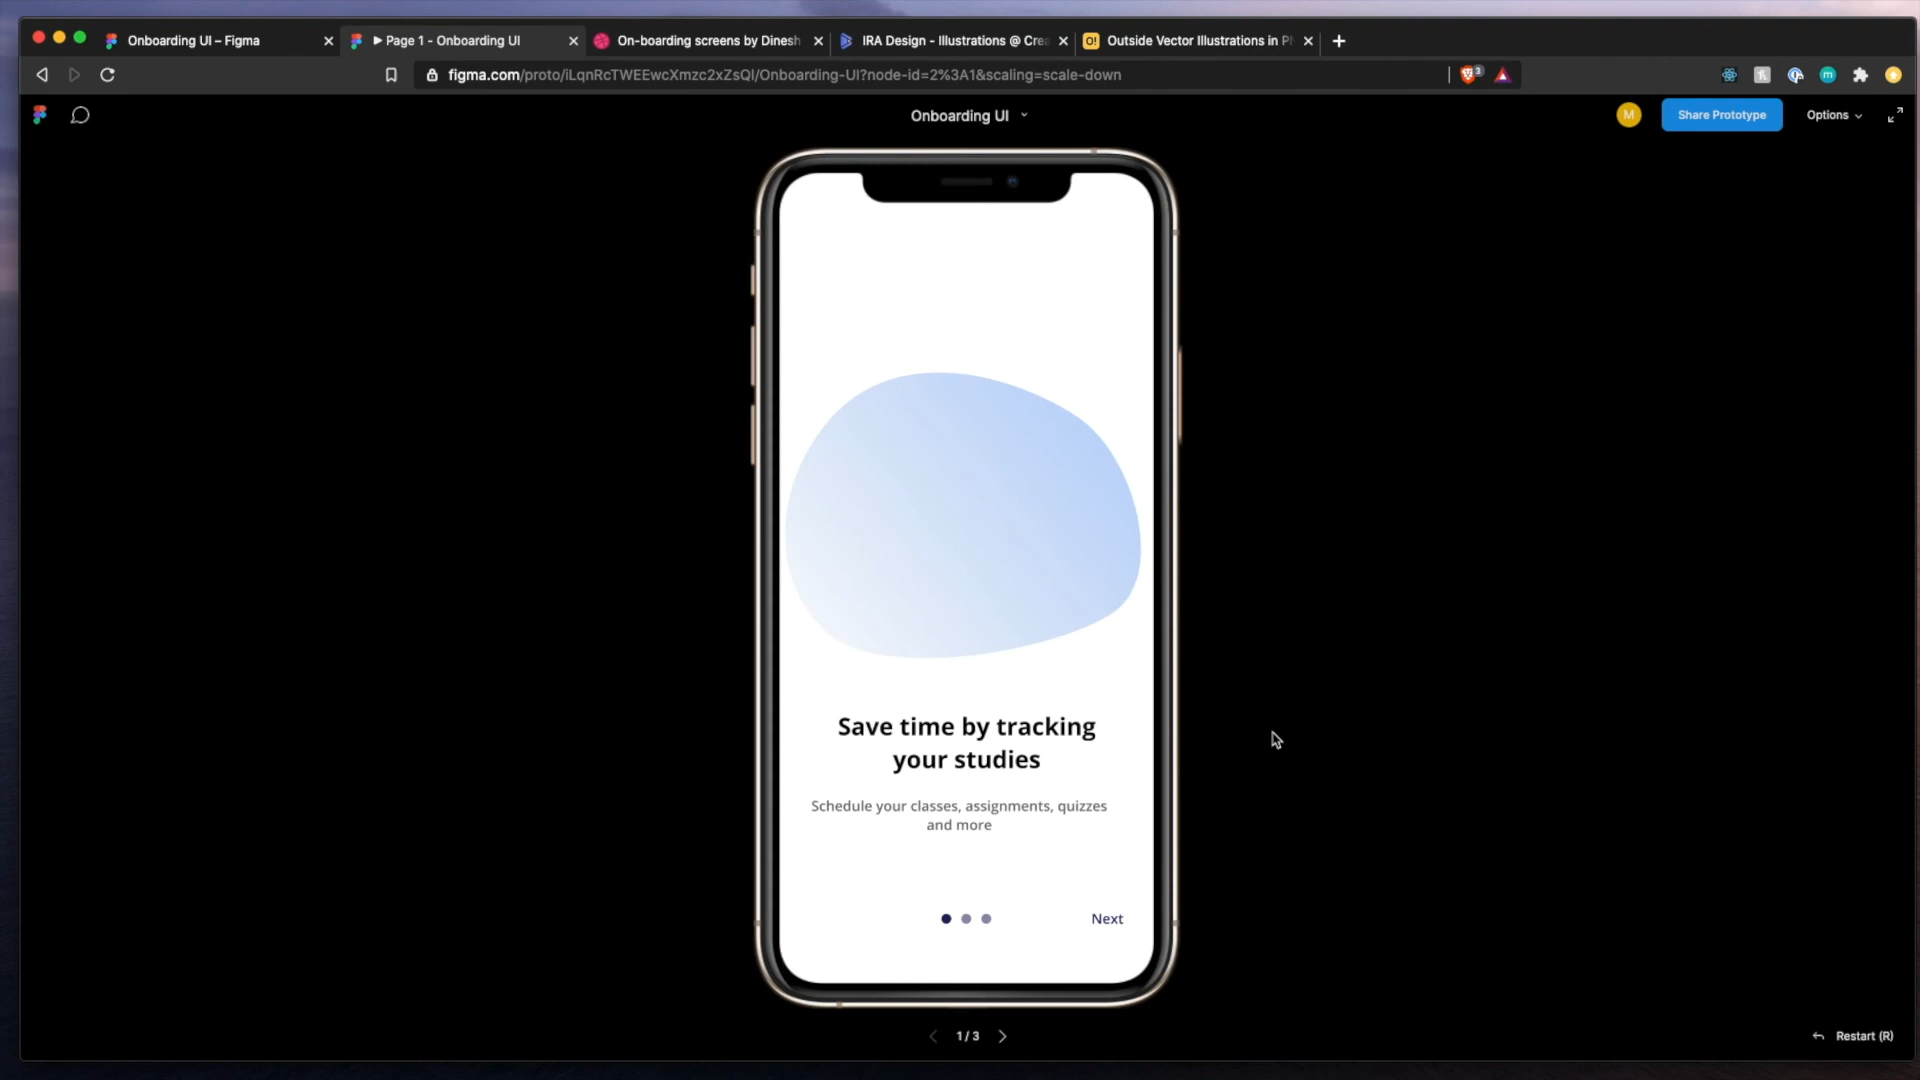 Onboarding UI – Figma
Page 1 - Onboarding UI
On-boarding screens by Dinesh
IRA Design - Illustrations @ Crea
Outside Vector Illustrations in
figma.com/proto/iLqnRcTWEEwcXmzc2xZsQl/Onboarding-UI?node-id=2%3A1&scaling=scale-down
3
m
Onboarding UI
M
Share Prototype
Options
Save time by tracking
your studies
Schedule your classes, assignments, quizzes
and more
Next
1 / 3
Restart (R)